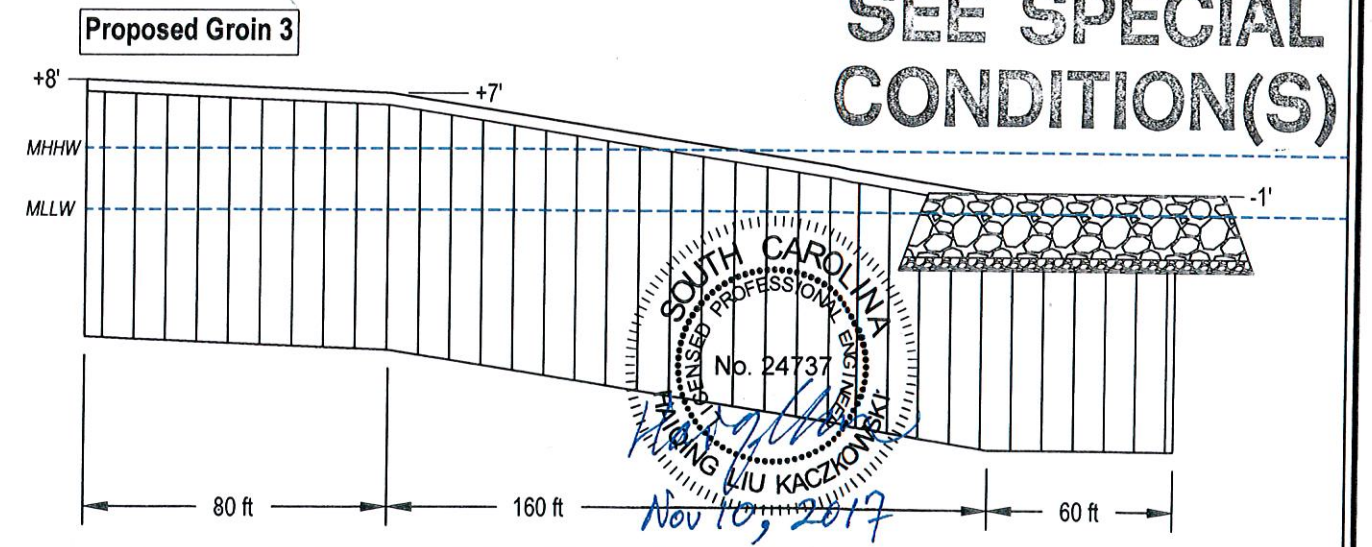 SEE SPECIAL
CONDITION(S)
Proposed Groin 3
+8'
+7'
MHHW
MLLW
-1'
SOUTH CAROLINA
LICENSED PROFESSIONAL ENGINEER
No. 24737
HAIQING LIU KACZKOWSKI
80 ft
160 ft
60 ft
Nov 10, 2017